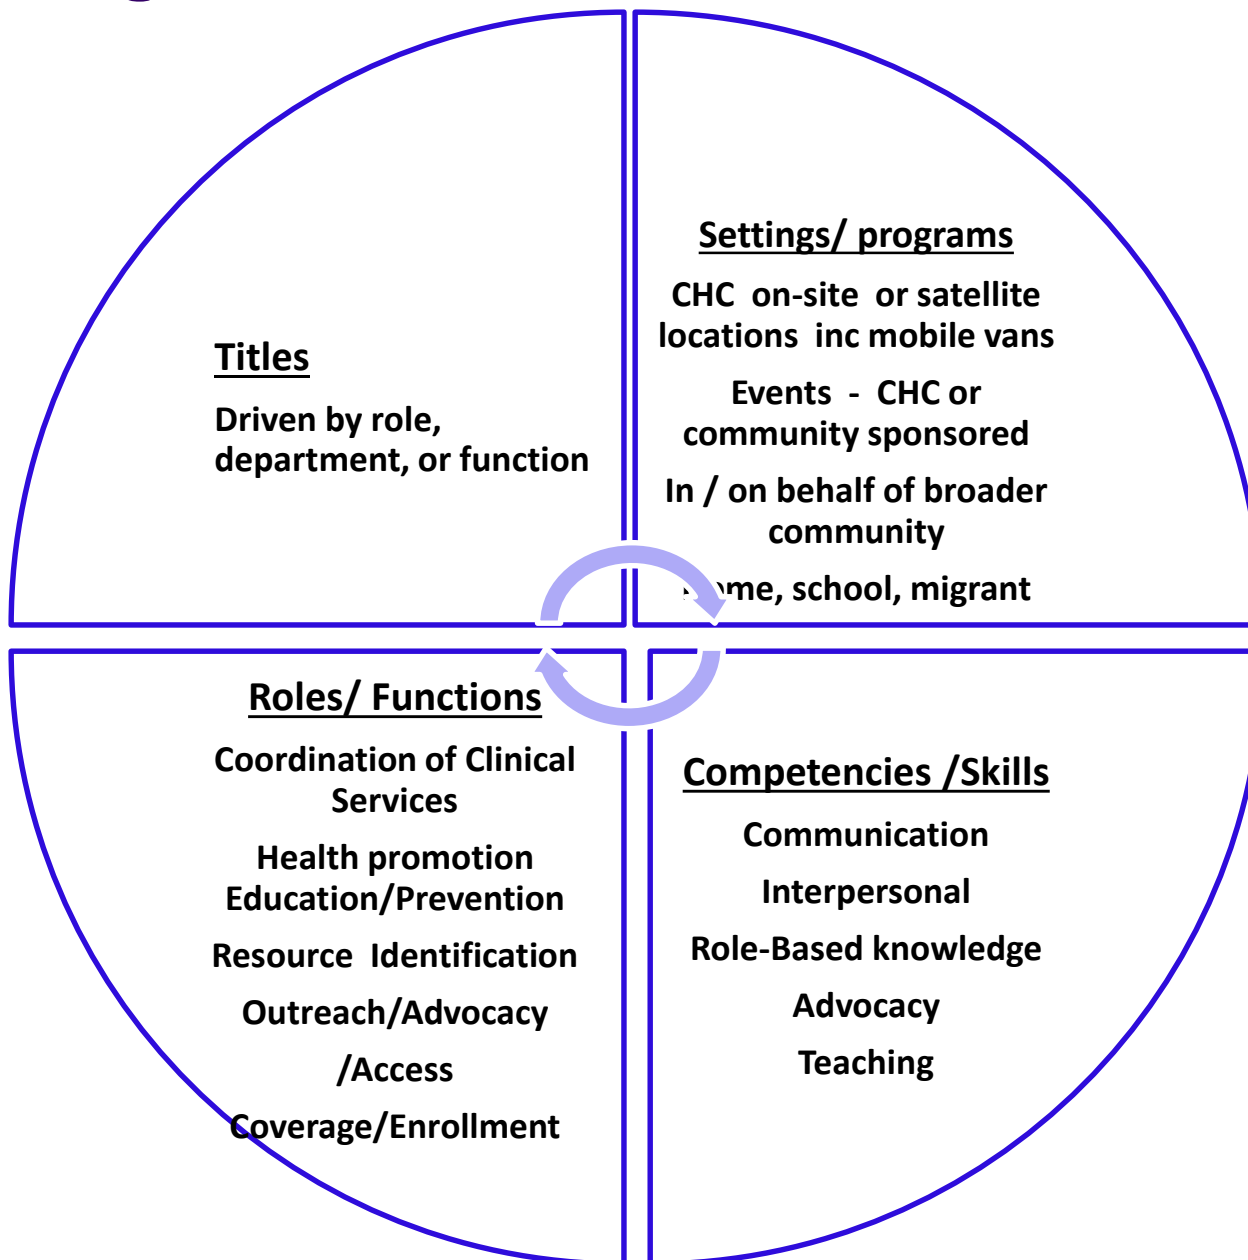 Titles
Driven by role,
department, or function
Settings/ programs
CHC on-site or satellite
locations inc mobile vans
Events - CHC or
community sponsored
In / on behalf of broader
community
school, migrant
Roles/ Functions
Coordination of Clinical
Services
Health promotion
Education/Prevention
Resource Identification
Outreach/Advocacy
/Access
Coverage/Enrollment
Competencies /Skills
Communication
Interpersonal
Role-Based knowledge
Advocacy
Teaching